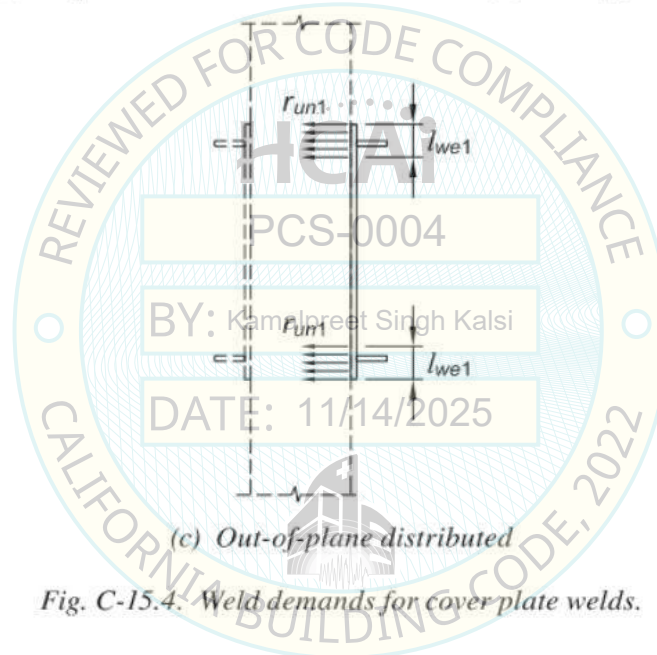 REVIEWED FOR CODE COMPLIANCE
r_un1
l_we1
HCAi
PCS-0004
BY: Kamalpreet Singh Kalsi
r_un1
l_we1
DATE: 11/14/2025
(c) Out-of-plane distributed
Fig. C-15.4. Weld demands for cover plate welds.
CALIFORNIA BUILDING CODE, 2022